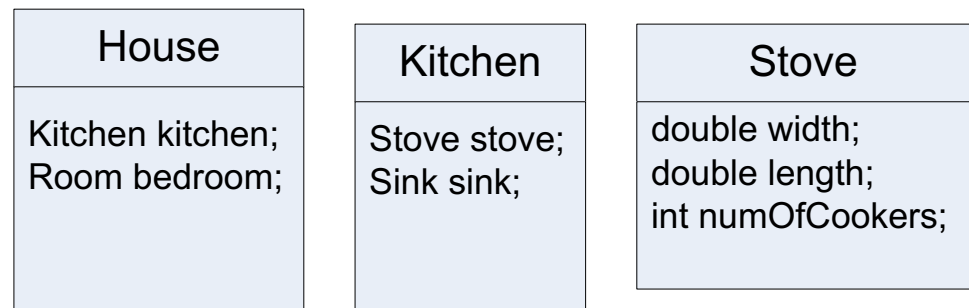 House
Kitchen kitchen;
Room bedroom;
Kitchen
Stove stove;
Sink sink;
Stove
double width;
double length;
int numOfCookers;